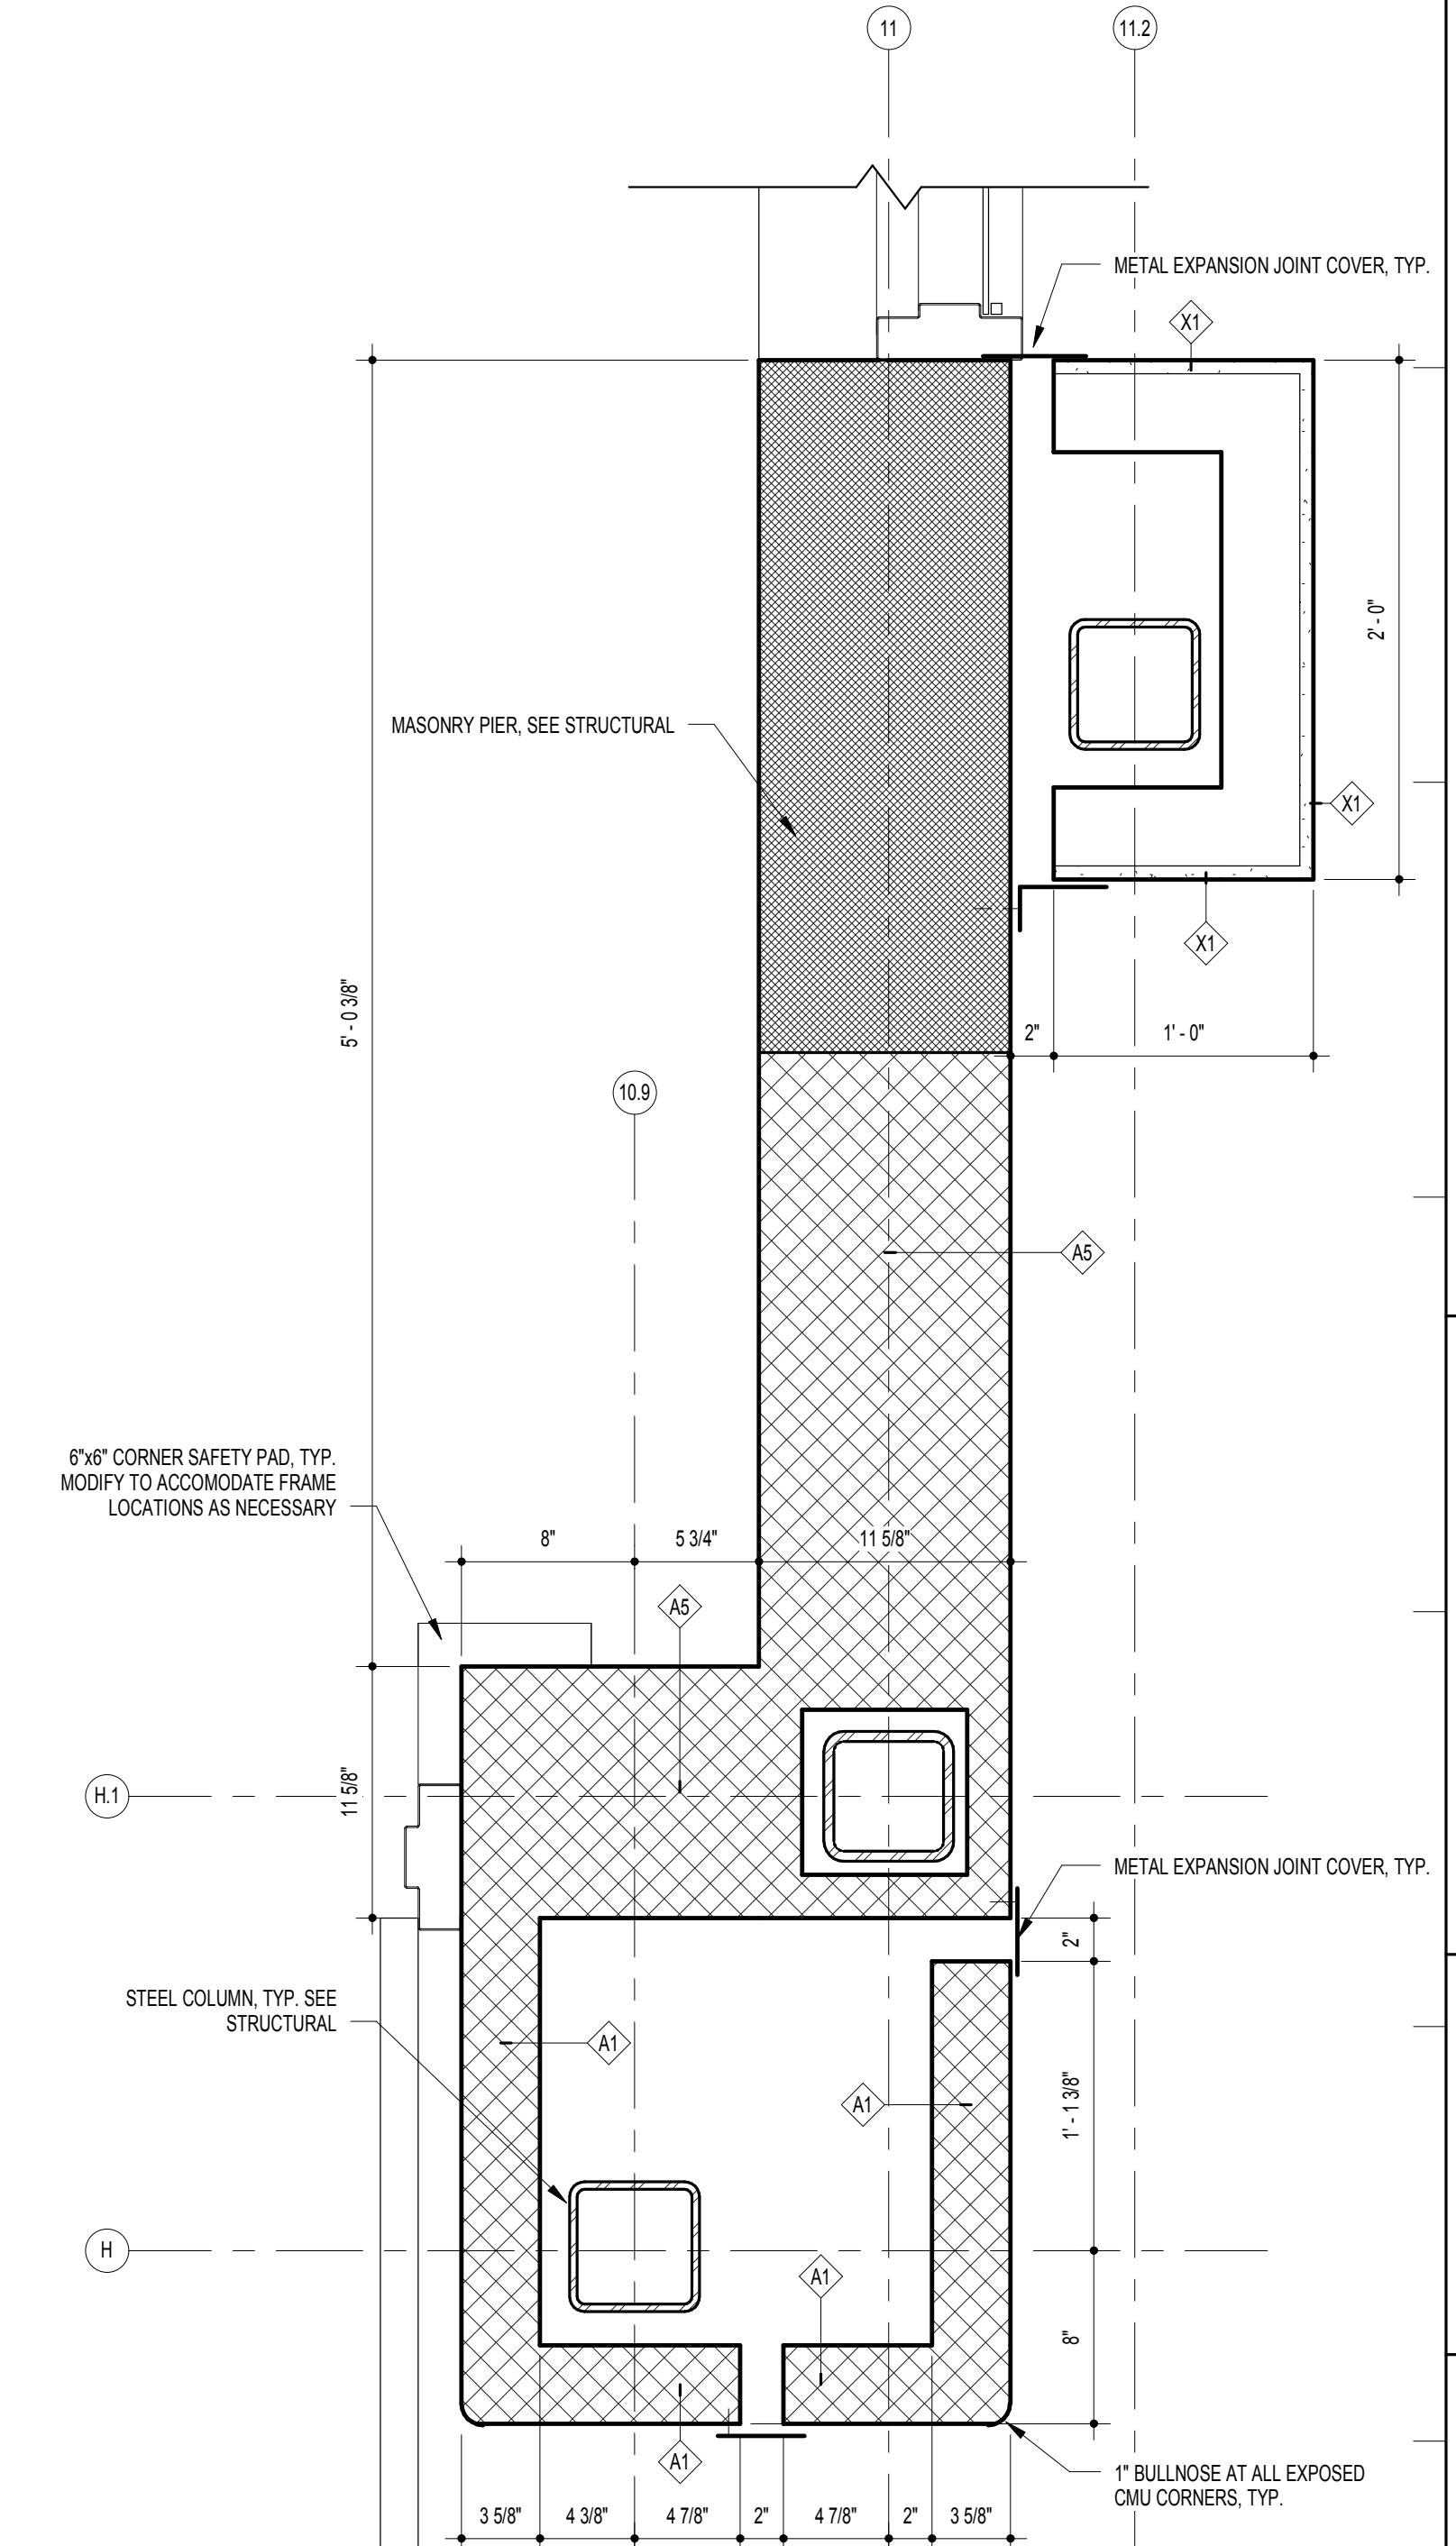 11
11.2
METAL EXPANSION JOINT COVER, TYP.
X1
2' - 0"
MASONRY PIER, SEE STRUCTURAL
X1
X1
5' - 0 3/8"
2"
1' - 0"
10.9
A5
6"x6" CORNER SAFETY PAD, TYP.
MODIFY TO ACCOMODATE FRAME
LOCATIONS AS NECESSARY
8"
5 3/4"
11 5/8"
A5
H.1
11 5/8"
METAL EXPANSION JOINT COVER, TYP.
2"
STEEL COLUMN, TYP. SEE
STRUCTURAL
A1
A1
1' - 1 3/8"
H
A1
8"
A1
1" BULLNOSE AT ALL EXPOSED
CMU CORNERS, TYP.
3 5/8"
4 3/8"
4 7/8"
2"
4 7/8"
2"
3 5/8"